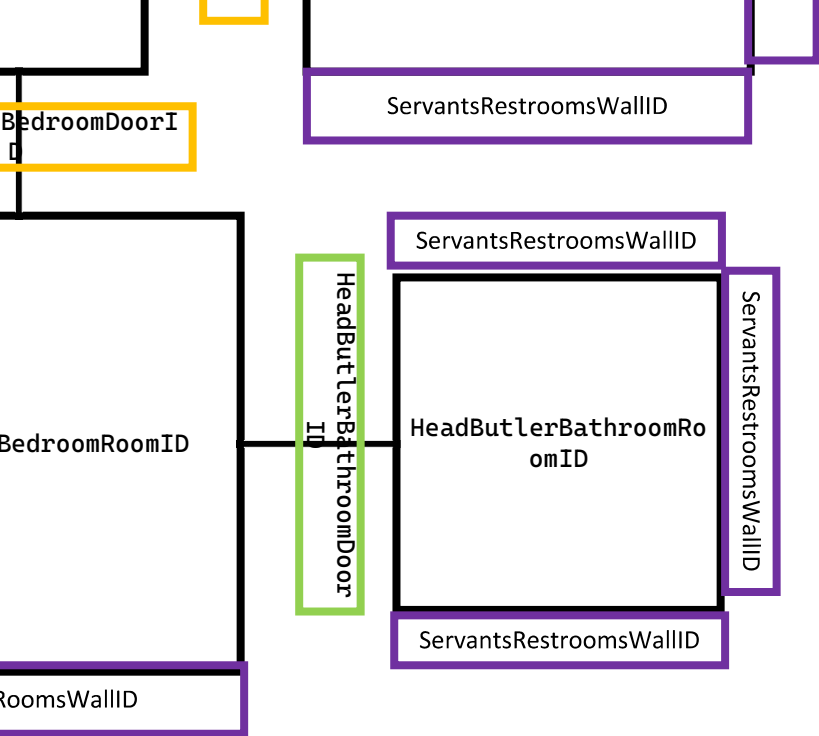 ServantsRestroomsWallID
BedroomDoorI
D
ServantsRestroomsWallID
HeadButlerBathroomDoor
ID
ServantsRestroomsWallID
BedroomRoomID
HeadButlerBathroomRo
omID
ServantsRestroomsWallID
RoomsWallID